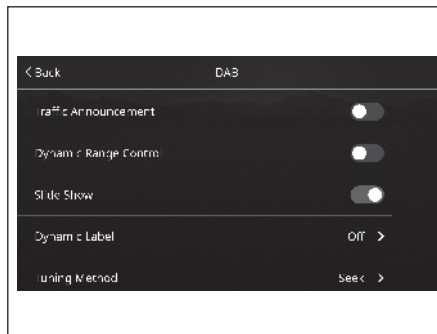 < Back DAB
Traffic Announcement
Dynamic Range Control
Slide Show
Dynamic Label Off >
Tuning Method Seek >